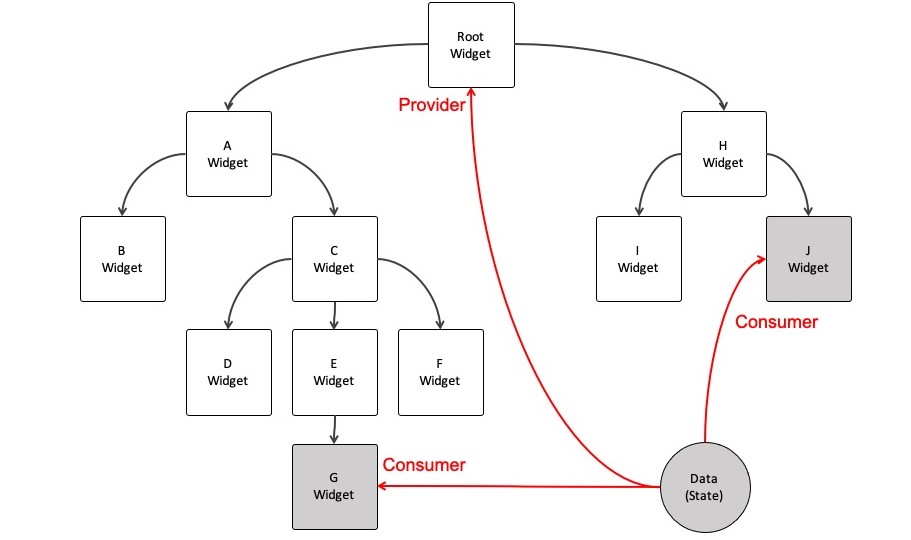 Root
Widget
Provider
A
Widget
H
Widget
B
Widget
C
Widget
I
Widget
J
Widget
Consumer
D
Widget
E
Widget
F
Widget
Consumer
G
Widget
Data
(State)